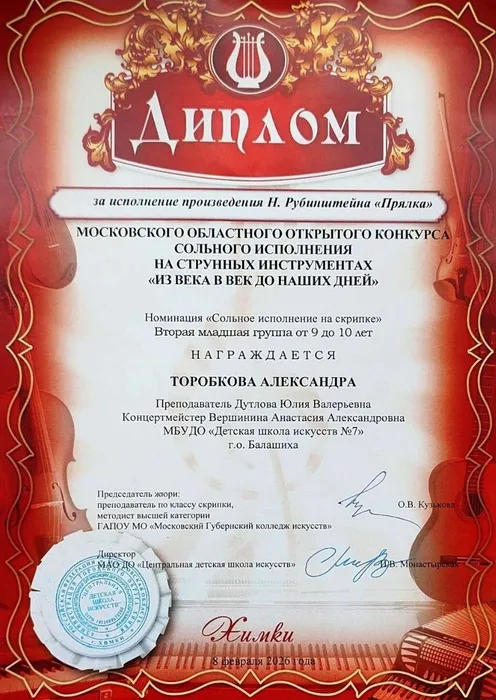 ДИПЛОМ
за исполнение произведения Н. Рубинштейна «Прялка»
МОСКОВСКОГО ОБЛАСТНОГО ОТКРЫТОГО КОНКУРСА
СОЛЬНОГО ИСПОЛНЕНИЯ
НА СТРУННЫХ ИНСТРУМЕНТАХ
«ИЗ ВЕКА В ВЕК ДО НАШИХ ДНЕЙ»
Номинация «Сольное исполнение на скрипке»
Вторая младшая группа от 9 до 10 лет
НАГРАЖДАЕТСЯ
ТОРОБКОВА АЛЕКСАНДРА
Преподаватель Дутлова Юлия Валерьевна
Концертмейстер Вершинина Анастасия Александровна
МБУДО «Детская школа искусств №7»
г.о. Балашиха
Председатель жюри:
преподаватель по классу скрипки,
методист высшей категории
ГАПОУ МО «Московский Губернский колледж искусств»
О.В. Кузькова
Директор
МАО ДО «Центральная детская школа искусств»
Монастырская
ДЕТСКАЯ
ШКОЛА
ИСКУССТВ
Химки
8 февраля 2026 года